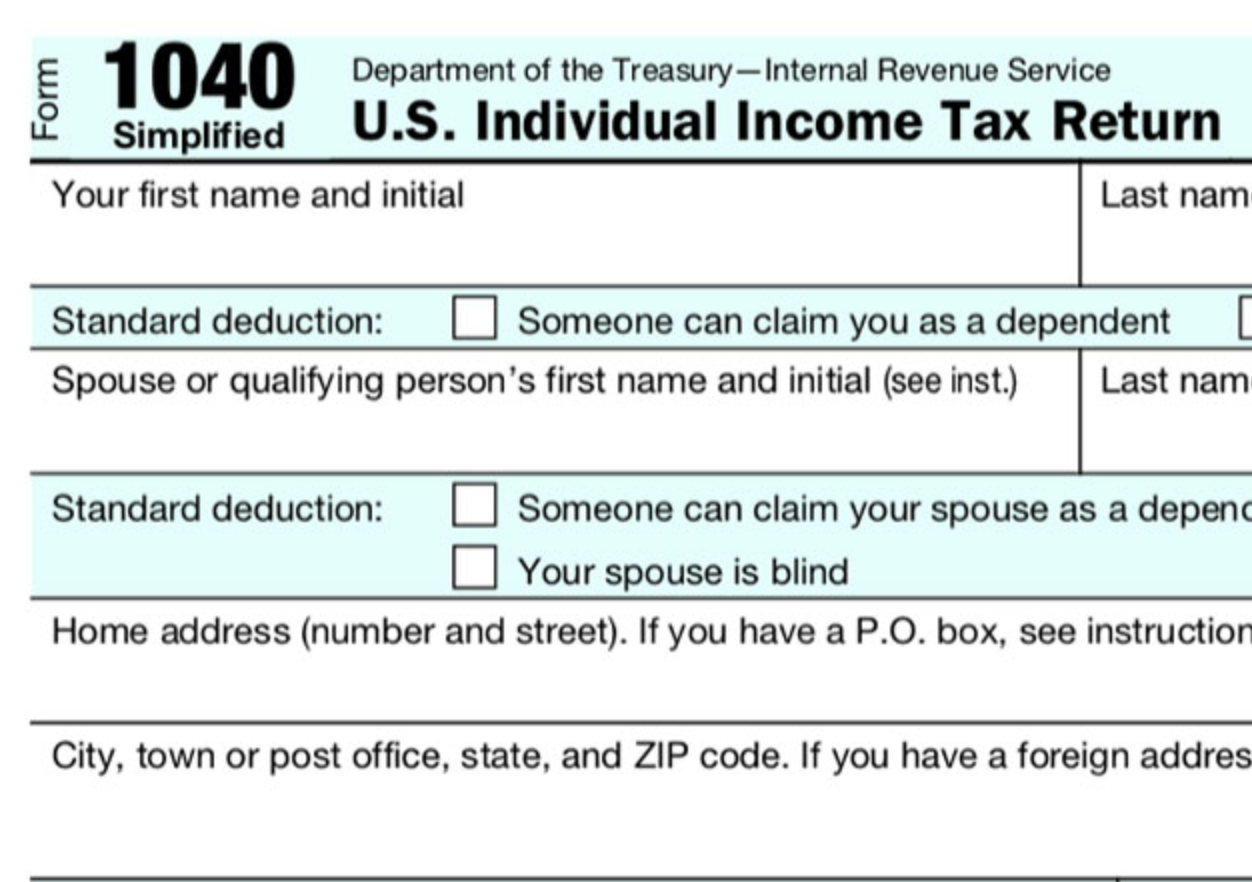 Form 1040 Simplified
Department of the Treasury—Internal Revenue Service
U.S. Individual Income Tax Return
Your first name and initial
Last nam
Standard deduction: Someone can claim you as a dependent
Spouse or qualifying person's first name and initial (see inst.)
Last nam
Standard deduction: Someone can claim your spouse as a depend
Your spouse is blind
Home address (number and street). If you have a P.O. box, see instruction
City, town or post office, state, and ZIP code. If you have a foreign addres